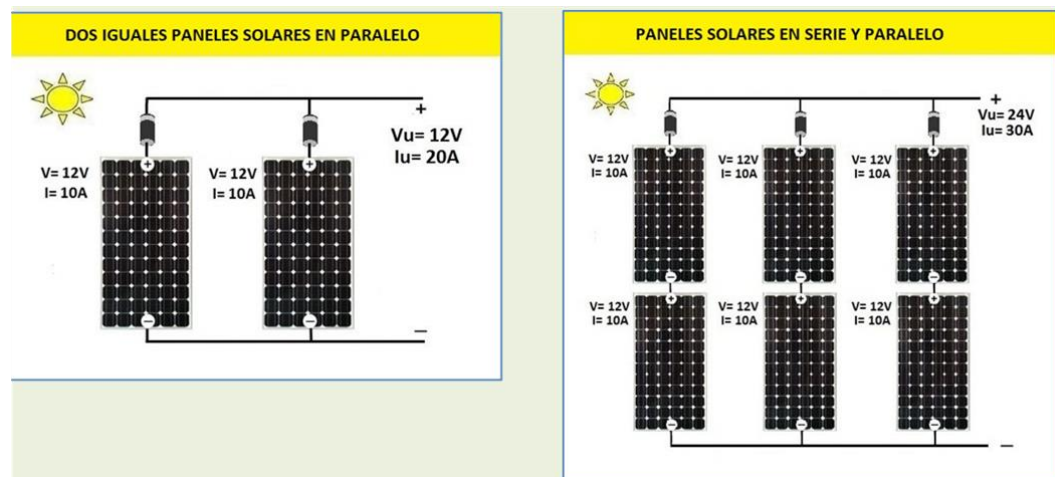 DOS IGUALES PANELES SOLARES EN PARALELO
+
Vu= 12V
Iu= 20A
V= 12V
I= 10A
V= 12V
I= 10A
+
+
−
−
−
PANELES SOLARES EN SERIE Y PARALELO
+
Vu= 24V
Iu= 30A
V= 12V
I= 10A
V= 12V
I= 10A
V= 12V
I= 10A
+
+
+
−
−
−
V= 12V
I= 10A
V= 12V
I= 10A
V= 12V
I= 10A
+
+
+
−
−
−
−